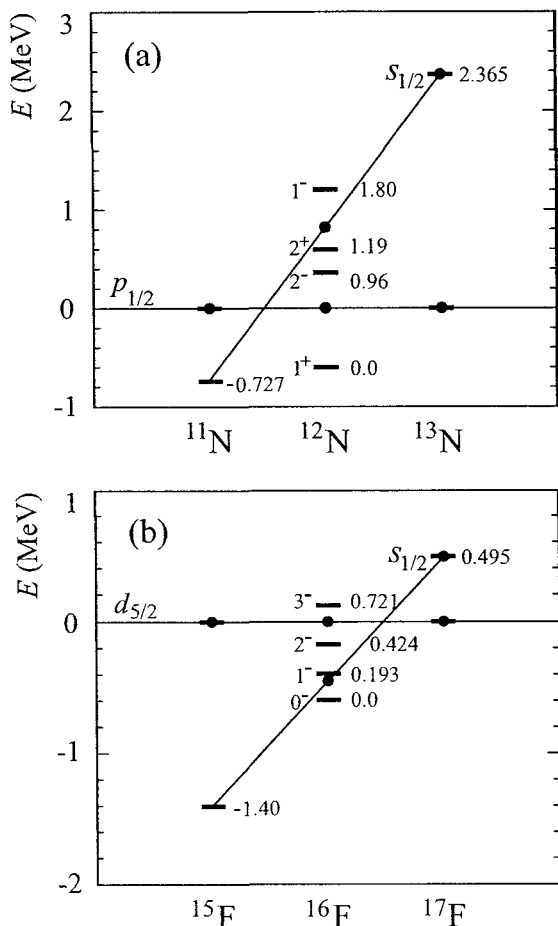 E (MeV)
(a)
3
2
1
0
-1
s1/2
2.365
1⁻
1.80
2⁺
1.19
2⁻
0.96
p1/2
1⁺
0.0
-0.727
¹¹N
¹²N
¹³N
E (MeV)
(b)
1
0
-1
-2
s1/2
0.495
d5/2
3⁻
0.721
2⁻
0.424
1⁻
0.193
0⁻
0.0
-1.40
¹⁵F
¹⁶F
¹⁷F